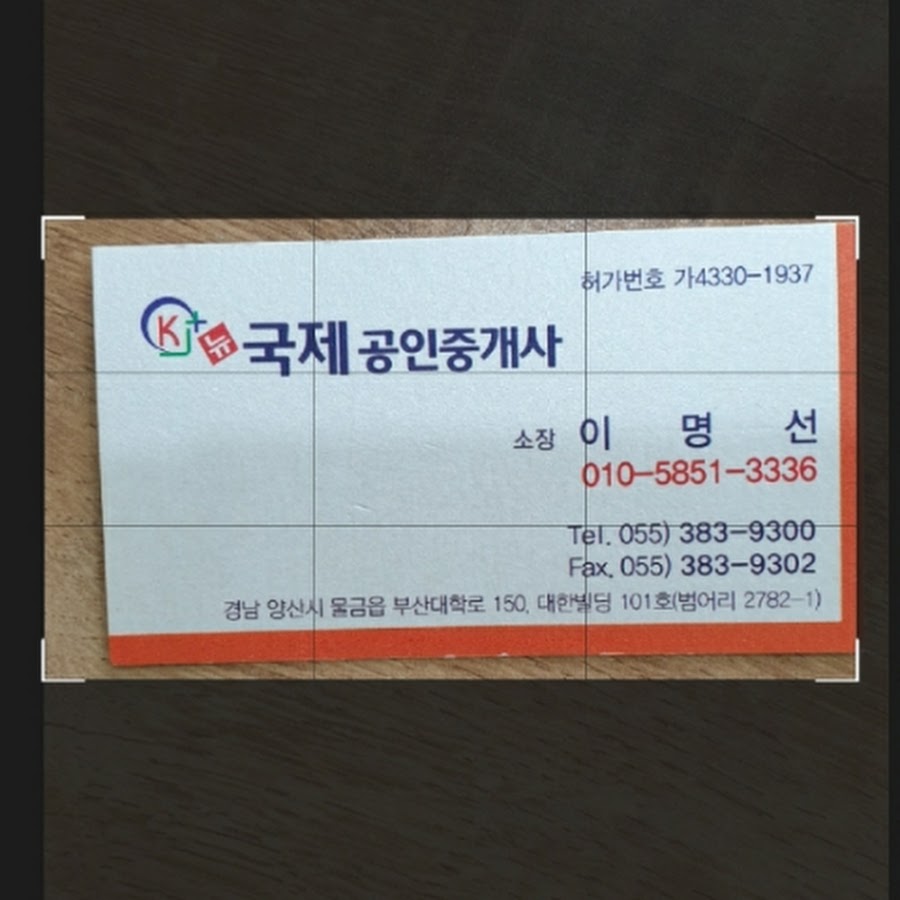 허가번호 가4330-1937
KJ+ 뉴 국제 공인중개사
소장 이 명 선
010-5851-3336
Tel. 055) 383-9300
Fax. 055) 383-9302
경남 양산시 물금읍 부산대학로 150, 대한빌딩 101호(범어리 2782-1)